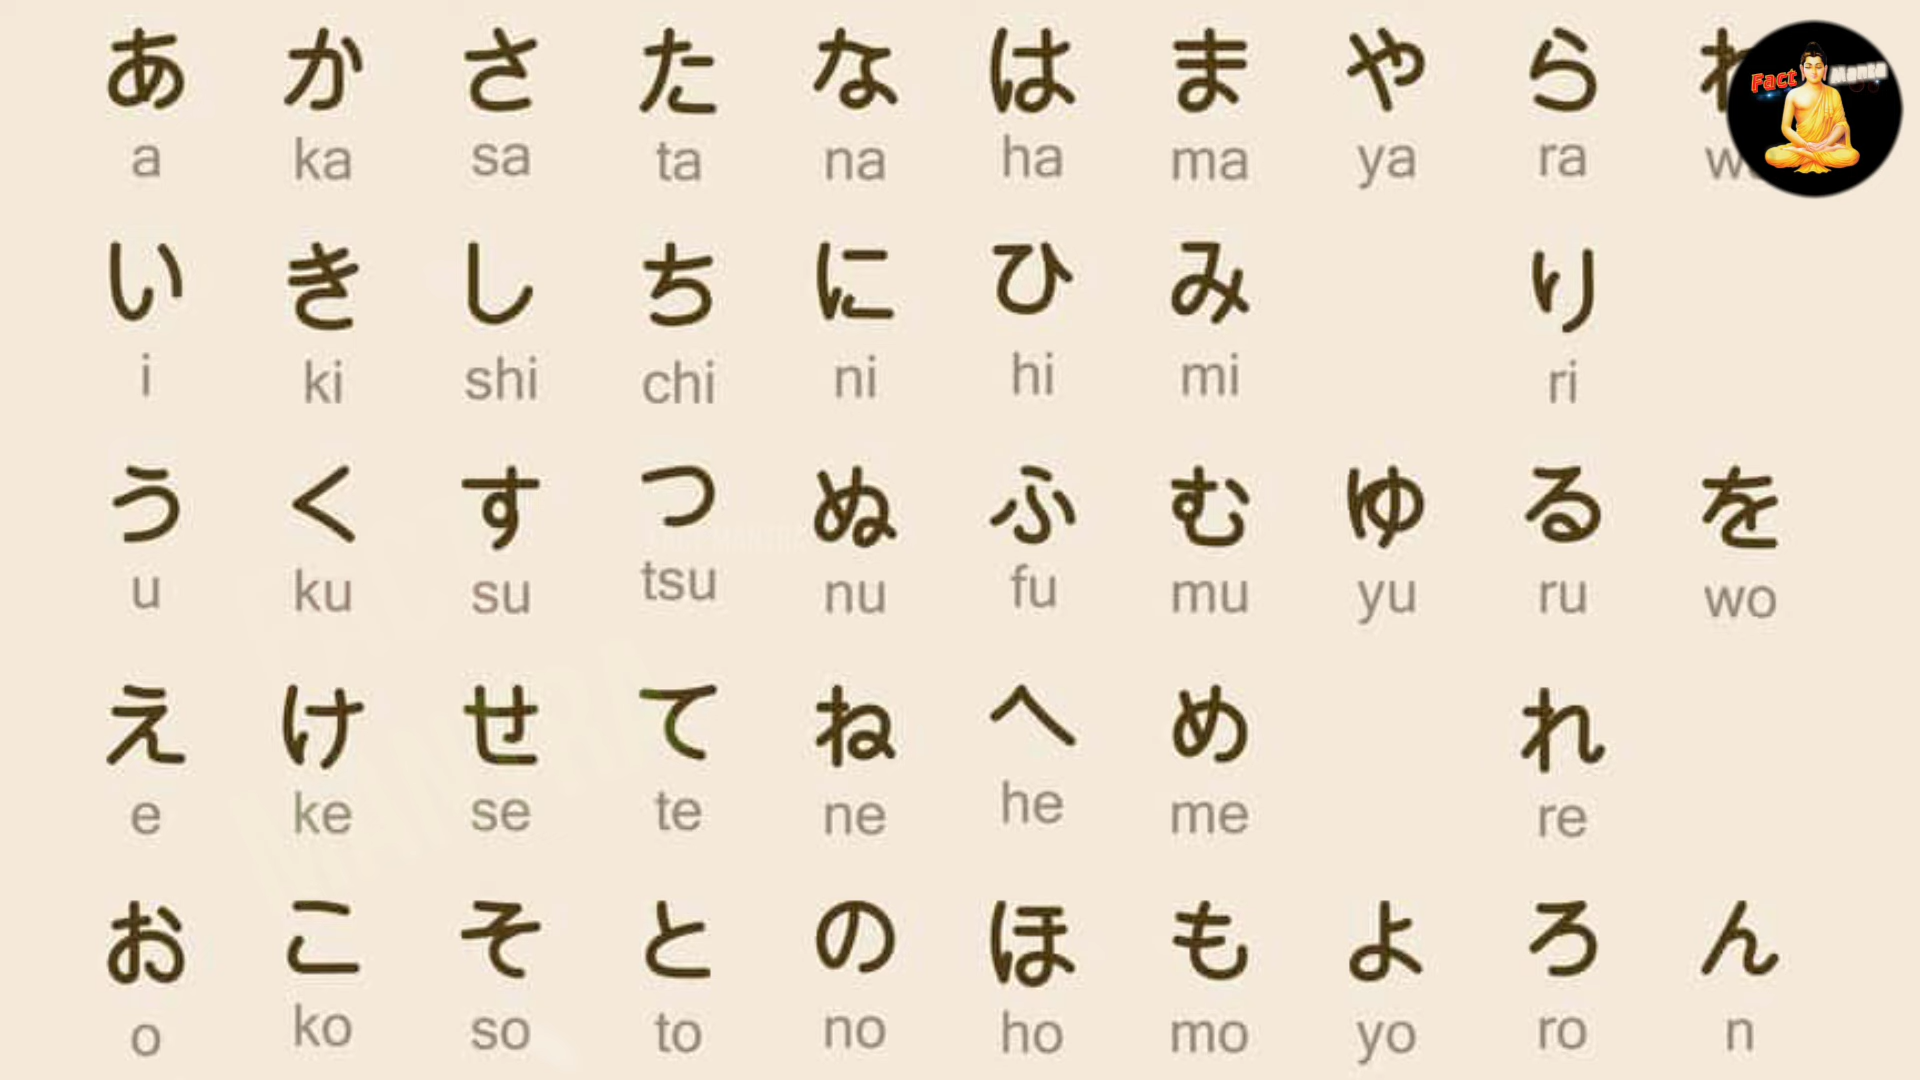 あ か さ た な は ま や ら
a ka sa ta na ha ma ya ra
い き し ち に ひ み り
i ki shi chi ni hi mi ri
う く す つ ぬ ふ む ゆ る を
u ku su tsu nu fu mu yu ru wo
え け せ て ね へ め れ
e ke se te ne he me re
お こ そ と の ほ も よ ろ ん
o ko so to no ho mo yo ro n
Fact